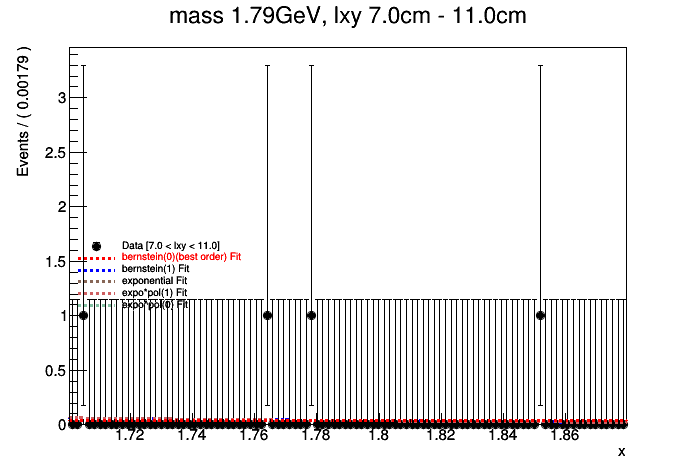 mass 1.79GeV, lxy 7.0cm - 11.0cm
Events / ( 0.00179 )
3
2.5
2
1.5
1
0.5
0
Data [7.0 < lxy < 11.0]
bernstein(0)(best order) Fit
bernstein(1) Fit
exponential Fit
expo*pol(1) Fit
expo*pol(0) Fit
1.72 1.74 1.76 1.78 1.8 1.82 1.84 1.86
x